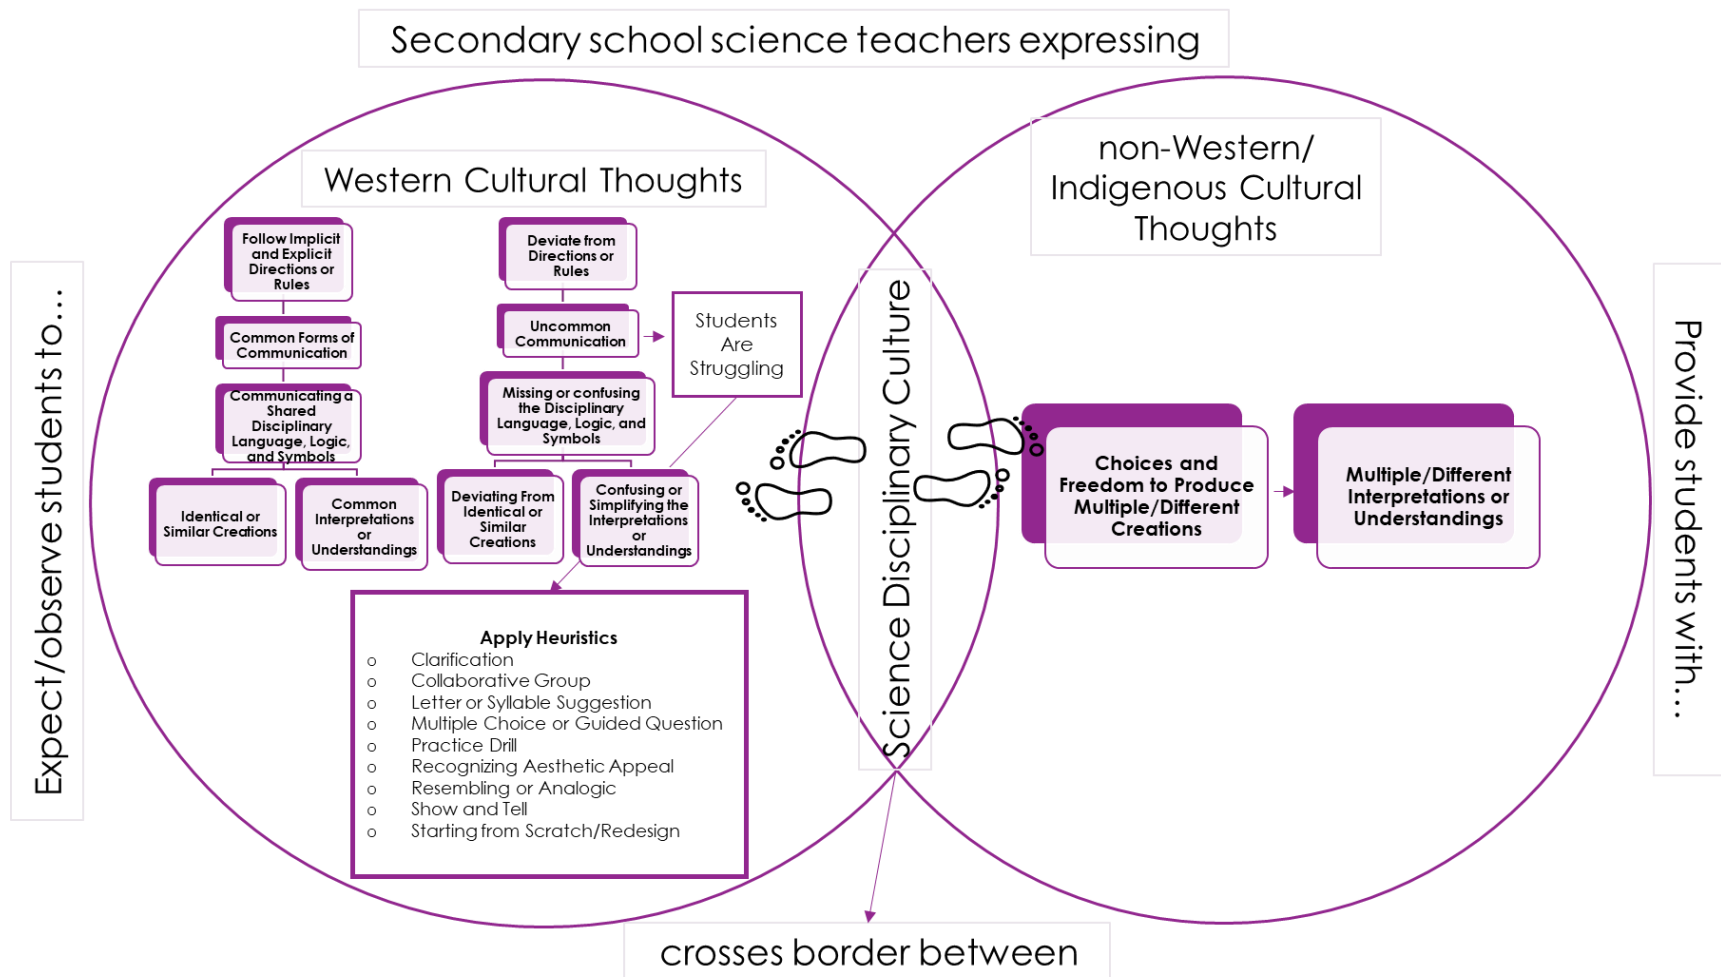 Secondary school science teachers expressing
Expect/observe students to...
Western Cultural Thoughts
Follow Implicit
and Explicit
Directions or
Rules
Common Forms of
Communication
Communicating a
Shared
Disciplinary
Language, Logic,
and Symbols
Identical or
Similar Creations
Common
Interpretations
or
Understandings
Deviate from
Directions or
Rules
Uncommon
Communication
Students
Are
Struggling
Missing or confusing
the Disciplinary
Language, Logic, and
Symbols
Deviating From
Identical or
Similar
Creations
Confusing or
Simplifying the
Interpretations
or
Understandings
Apply Heuristics
o Clarification
o Collaborative Group
o Letter or Syllable Suggestion
o Multiple Choice or Guided Question
o Practice Drill
o Recognizing Aesthetic Appeal
o Resembling or Analogic
o Show and Tell
o Starting from Scratch/Redesign
Science Disciplinary Culture
non-Western/
Indigenous Cultural
Thoughts
Choices and
Freedom to Produce
Multiple/Different
Creations
Multiple/Different
Interpretations or
Understandings
Provide students with...
crosses border between